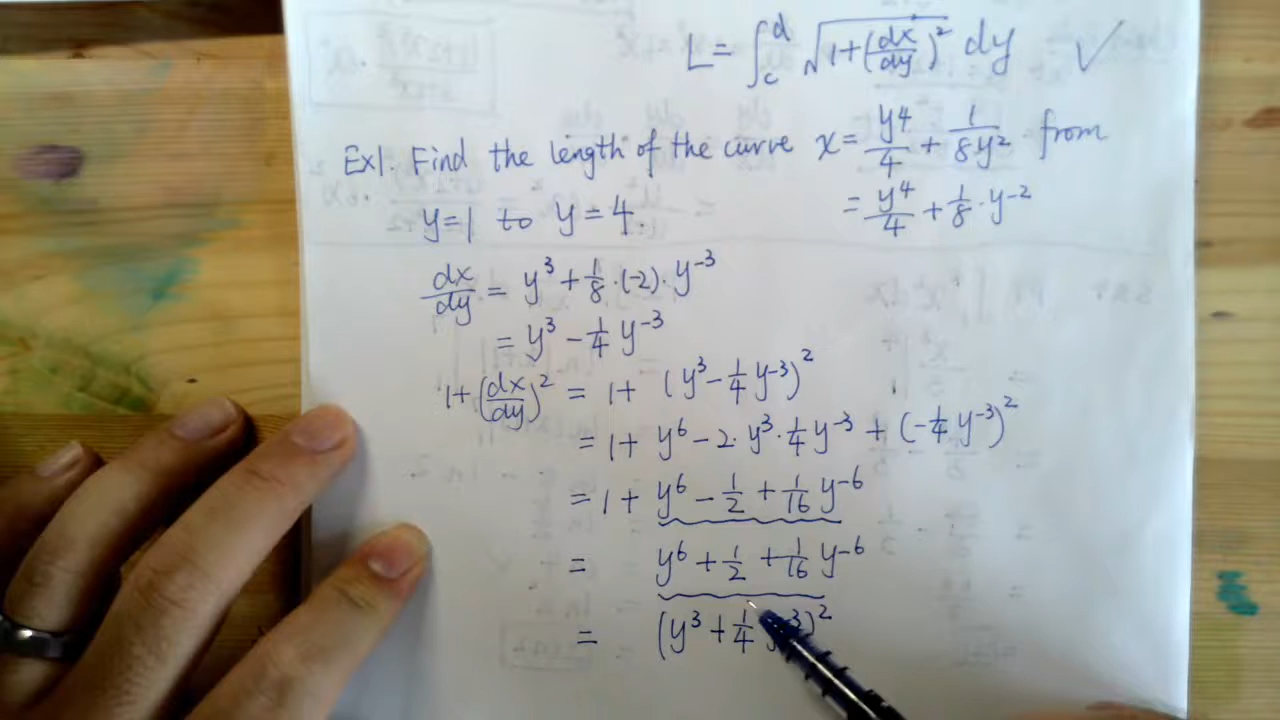 L = ∫_c^d √(1+(dx/dy)²) dy ✓
Ex1. Find the length of the curve x = y⁴/4 + 1/(8y²) from
= y⁴/4 + 1/8 · y⁻²
y=1 to y=4.
dx/dy = y³ + 1/8 · (-2) · y⁻³
= y³ - 1/4 y⁻³
1+(dx/dy)² = 1+ (y³ - 1/4 y⁻³)²
= 1+ y⁶ - 2 · y³ · 1/4 y⁻³ + (-1/4 y⁻³)²
= 1 + y⁶ - 1/2 + 1/16 y⁻⁶
= y⁶ + 1/2 + 1/16 y⁻⁶
= (y³ + 1/4 y⁻³)²